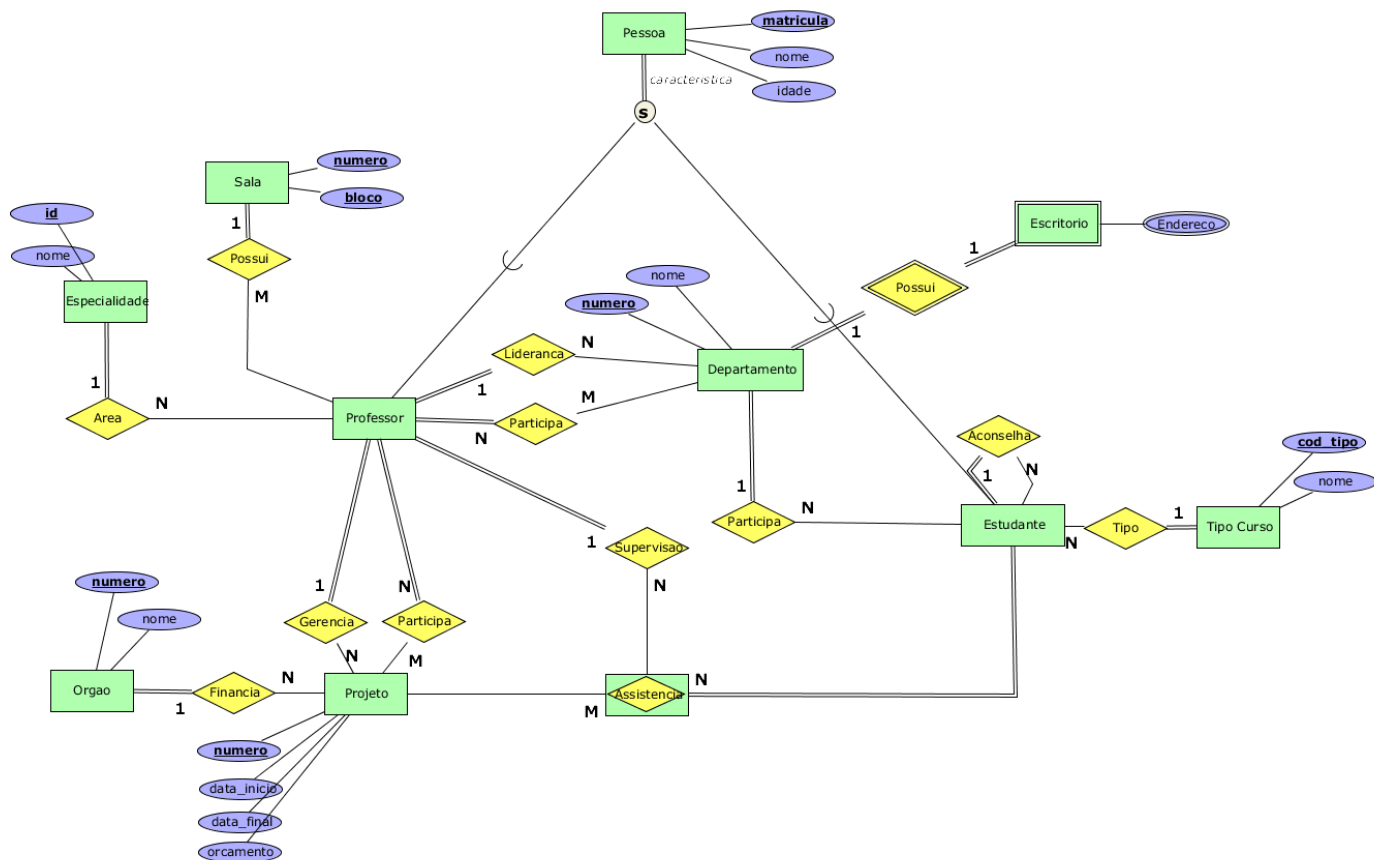 Pessoa
matricula
nome
idade
caracteristica
s
Sala
numero
bloco
1
Possui
M
id
nome
Especialidade
1
Area
N
Escritorio
Endereco
1
Possui
1
nome
numero
Departamento
Lideranca
N
1
M
Participa
N
Professor
1
Participa
N
Aconselha
1
N
Estudante
cod_tipo
nome
Tipo Curso
1
Tipo
N
1
Supervisao
N
1
Gerencia
N
N
Participa
M
numero
nome
Orgao
1
Financia
N
Projeto
M
Assistencia
N
numero
data_inicio
data_final
orcamento